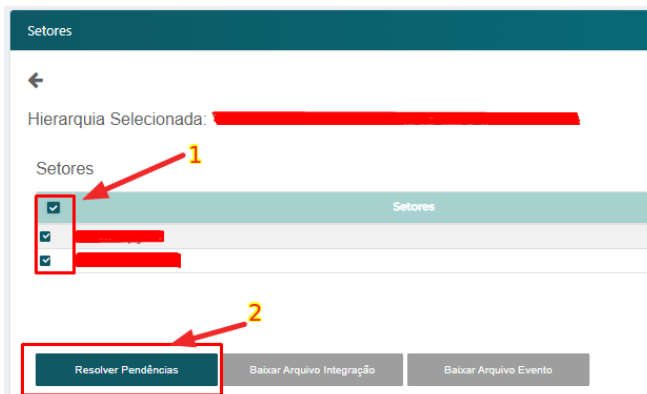 Setores
Hierarquia Selecionada:
1
Setores
Setores
2
Resolver Pendências
Baixar Arquivo Integração
Baixar Arquivo Evento